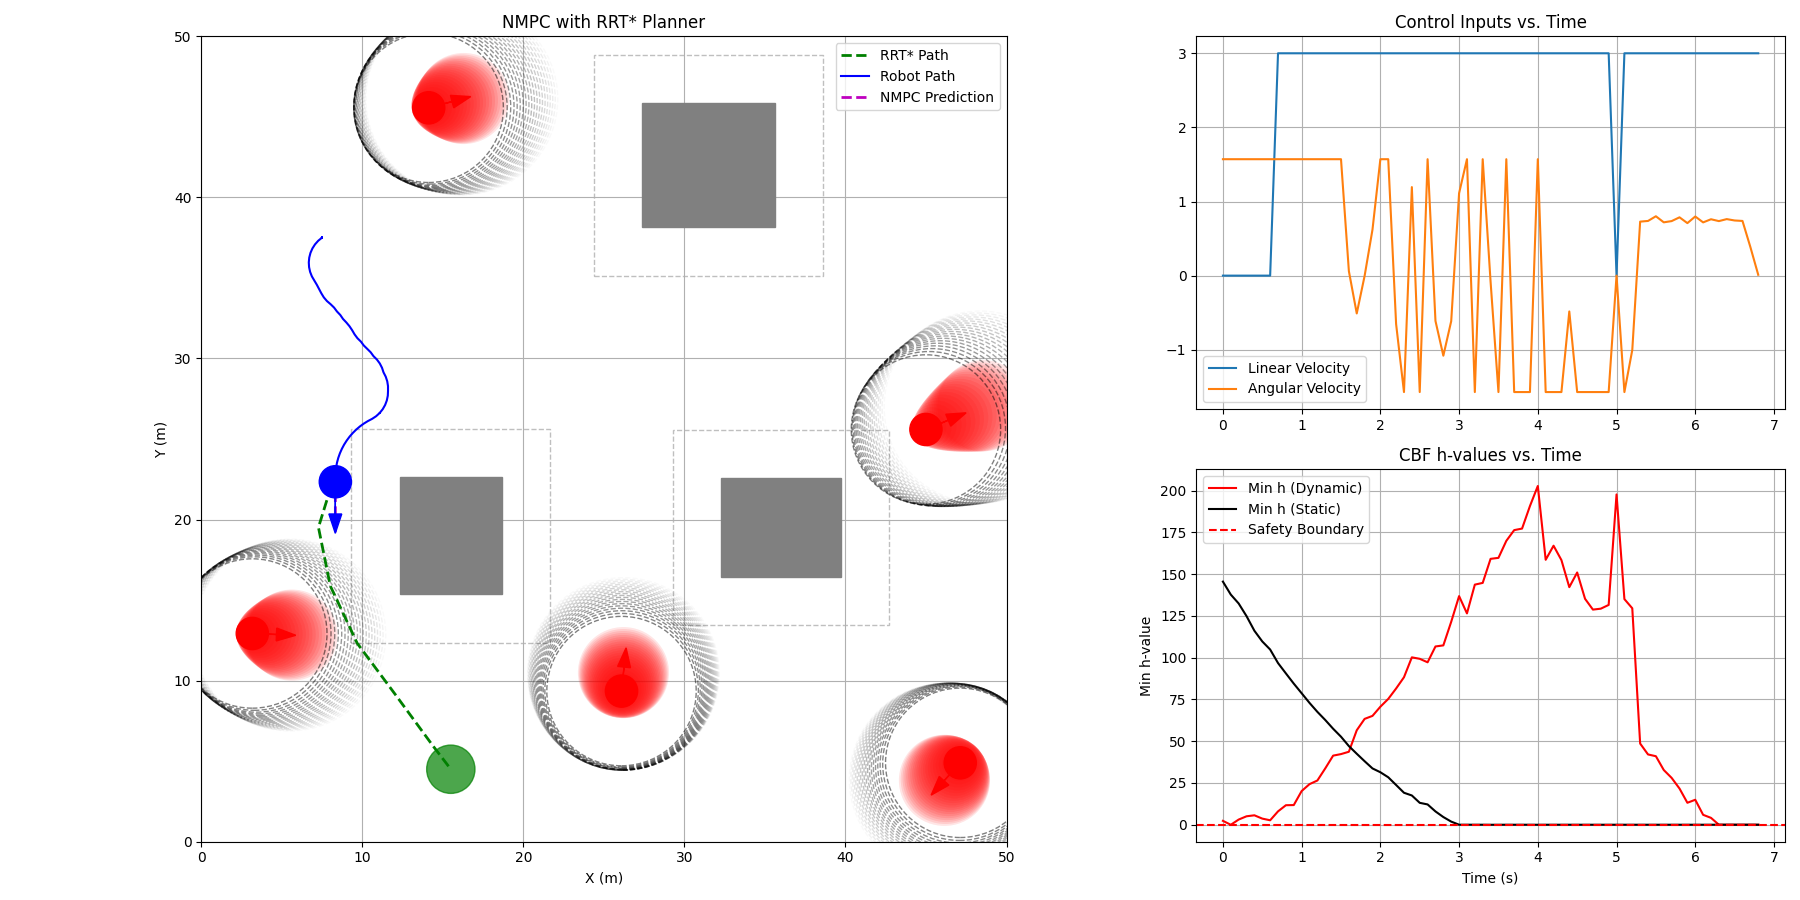 NMPC with RRT* Planner
50
40
30
20
10
0
Y (m)
0 10 20 30 40 50
X (m)
RRT* Path
Robot Path
NMPC Prediction
Control Inputs vs. Time
3
2
1
0
−1
Linear Velocity
Angular Velocity
0 1 2 3 4 5 6 7
CBF h-values vs. Time
200
175
150
125
100
75
50
25
0
Min h-value
Min h (Dynamic)
Min h (Static)
Safety Boundary
0 1 2 3 4 5 6 7
Time (s)